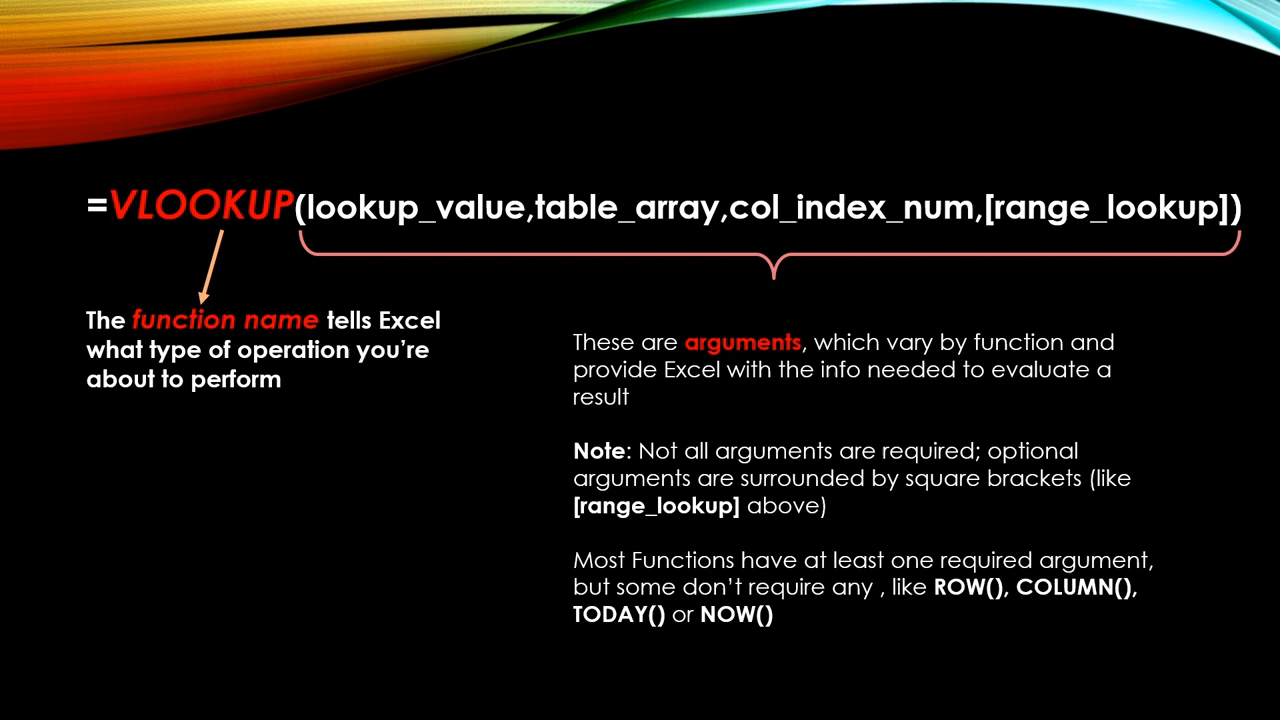 =VLOOKUP(lookup_value,table_array,col_index_num,[range_lookup])
The function name tells Excel
what type of operation you’re
about to perform
These are arguments, which vary by function and
provide Excel with the info needed to evaluate a
result
Note: Not all arguments are required; optional
arguments are surrounded by square brackets (like
[range_lookup] above)
Most Functions have at least one required argument,
but some don’t require any , like ROW(), COLUMN(),
TODAY() or NOW()